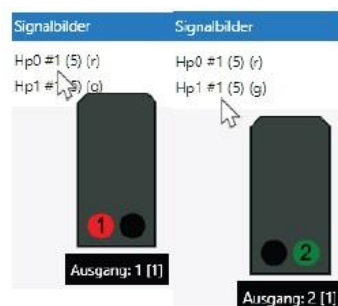 Signalbilder
Hp0 #1 (5) (r)
Hp1 #1 5) (g)
1
Ausgang: 1 [1]
Signalbilder
Hp0 #1 (5) (r)
Hp1 #1 (5) (g)
2
Ausgang: 2 [1]